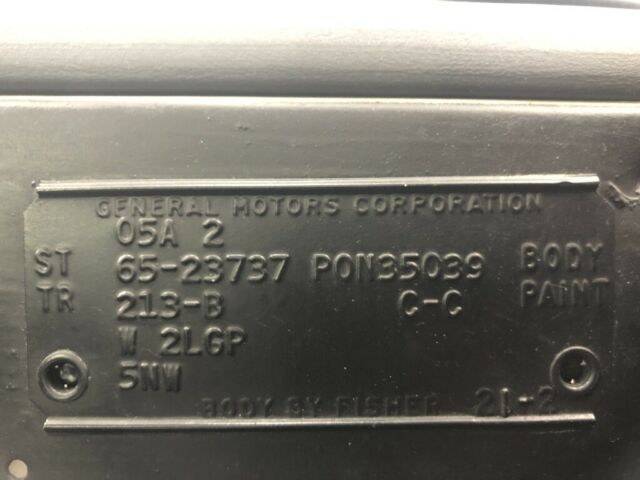 GENERAL MOTORS CORPORATION
05A 2
ST 65-23737 PON35039 BODY
TR 213-B C-C PAINT
W 2LGP
5NW
BODY BY FISHER 21-2